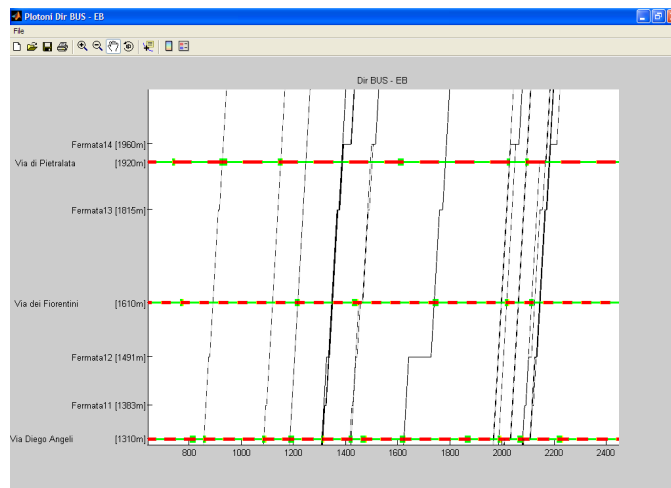 Plotoni Dir BUS - EB
File
Dir BUS - EB
Fermata14 [1960m]
Via di Pietralata [1920m]
Fermata13 [1815m]
Via dei Fiorentini [1610m]
Fermata12 [1491m]
Fermata11 [1383m]
Via Diego Angeli [1310m]
800 1000 1200 1400 1600 1800 2000 2200 2400